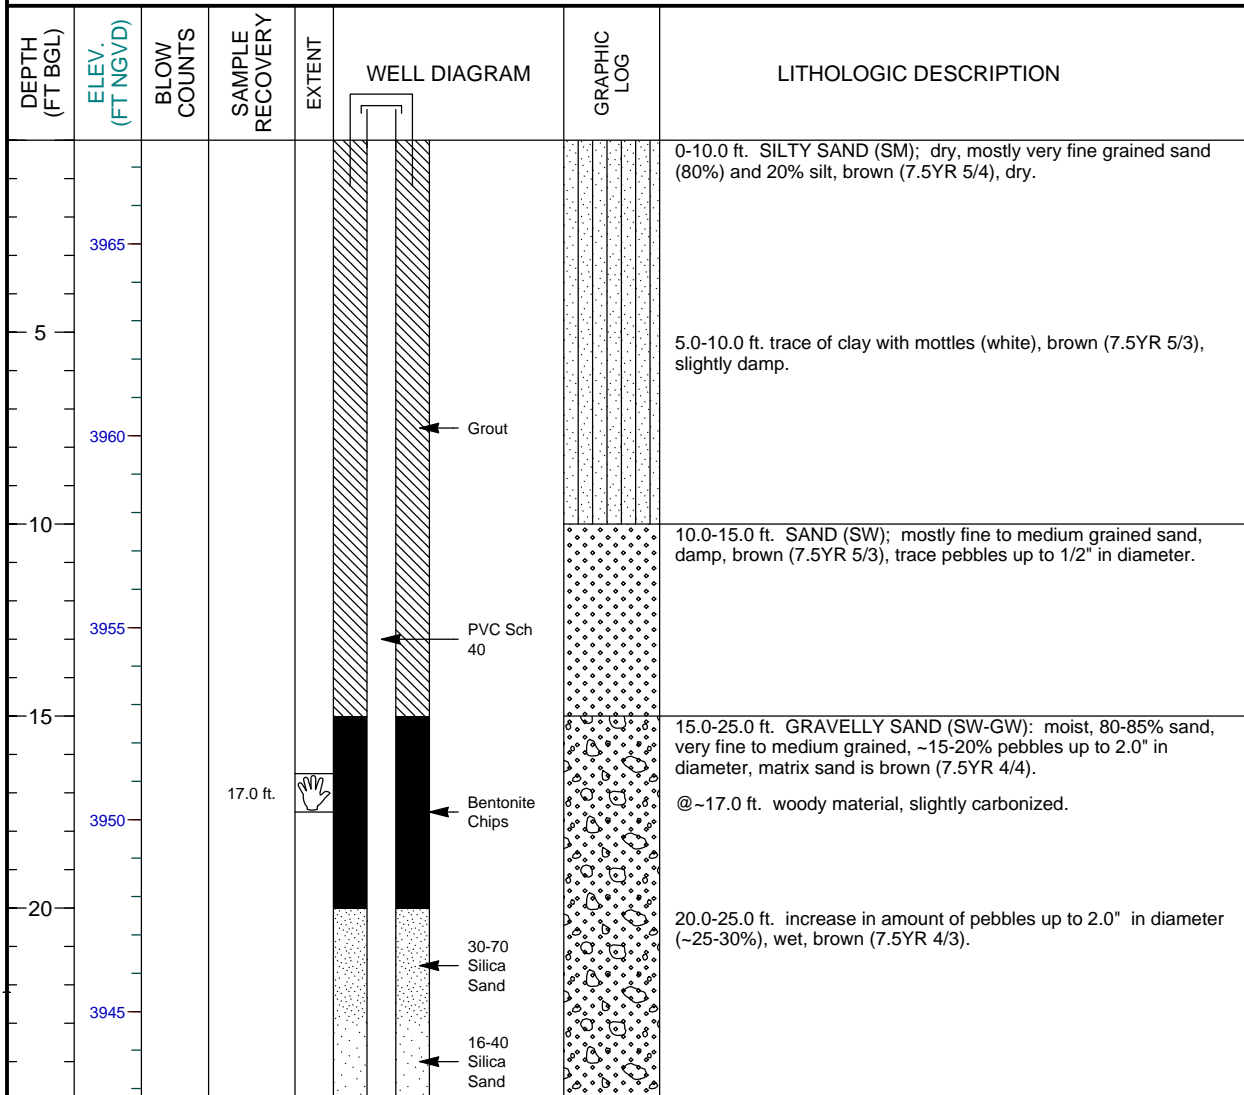 DEPTH
(FT BGL)
ELEV.
(FT NGVD)
BLOW
COUNTS
SAMPLE
RECOVERY
EXTENT
WELL DIAGRAM
GRAPHIC
LOG
LITHOLOGIC DESCRIPTION
0-10.0 ft. SILTY SAND (SM); dry, mostly very fine grained sand
(80%) and 20% silt, brown (7.5YR 5/4), dry.
3965
5
5.0-10.0 ft. trace of clay with mottles (white), brown (7.5YR 5/3),
slightly damp.
3960
Grout
10
10.0-15.0 ft. SAND (SW); mostly fine to medium grained sand,
damp, brown (7.5YR 5/3), trace pebbles up to 1/2" in diameter.
3955
PVC Sch
40
15
15.0-25.0 ft. GRAVELLY SAND (SW-GW): moist, 80-85% sand,
very fine to medium grained, ~15-20% pebbles up to 2.0" in
diameter, matrix sand is brown (7.5YR 4/4).
17.0 ft.
@~17.0 ft. woody material, slightly carbonized.
3950
Bentonite
Chips
20
20.0-25.0 ft. increase in amount of pebbles up to 2.0" in diameter
(~25-30%), wet, brown (7.5YR 4/3).
30-70
Silica
Sand
3945
16-40
Silica
Sand